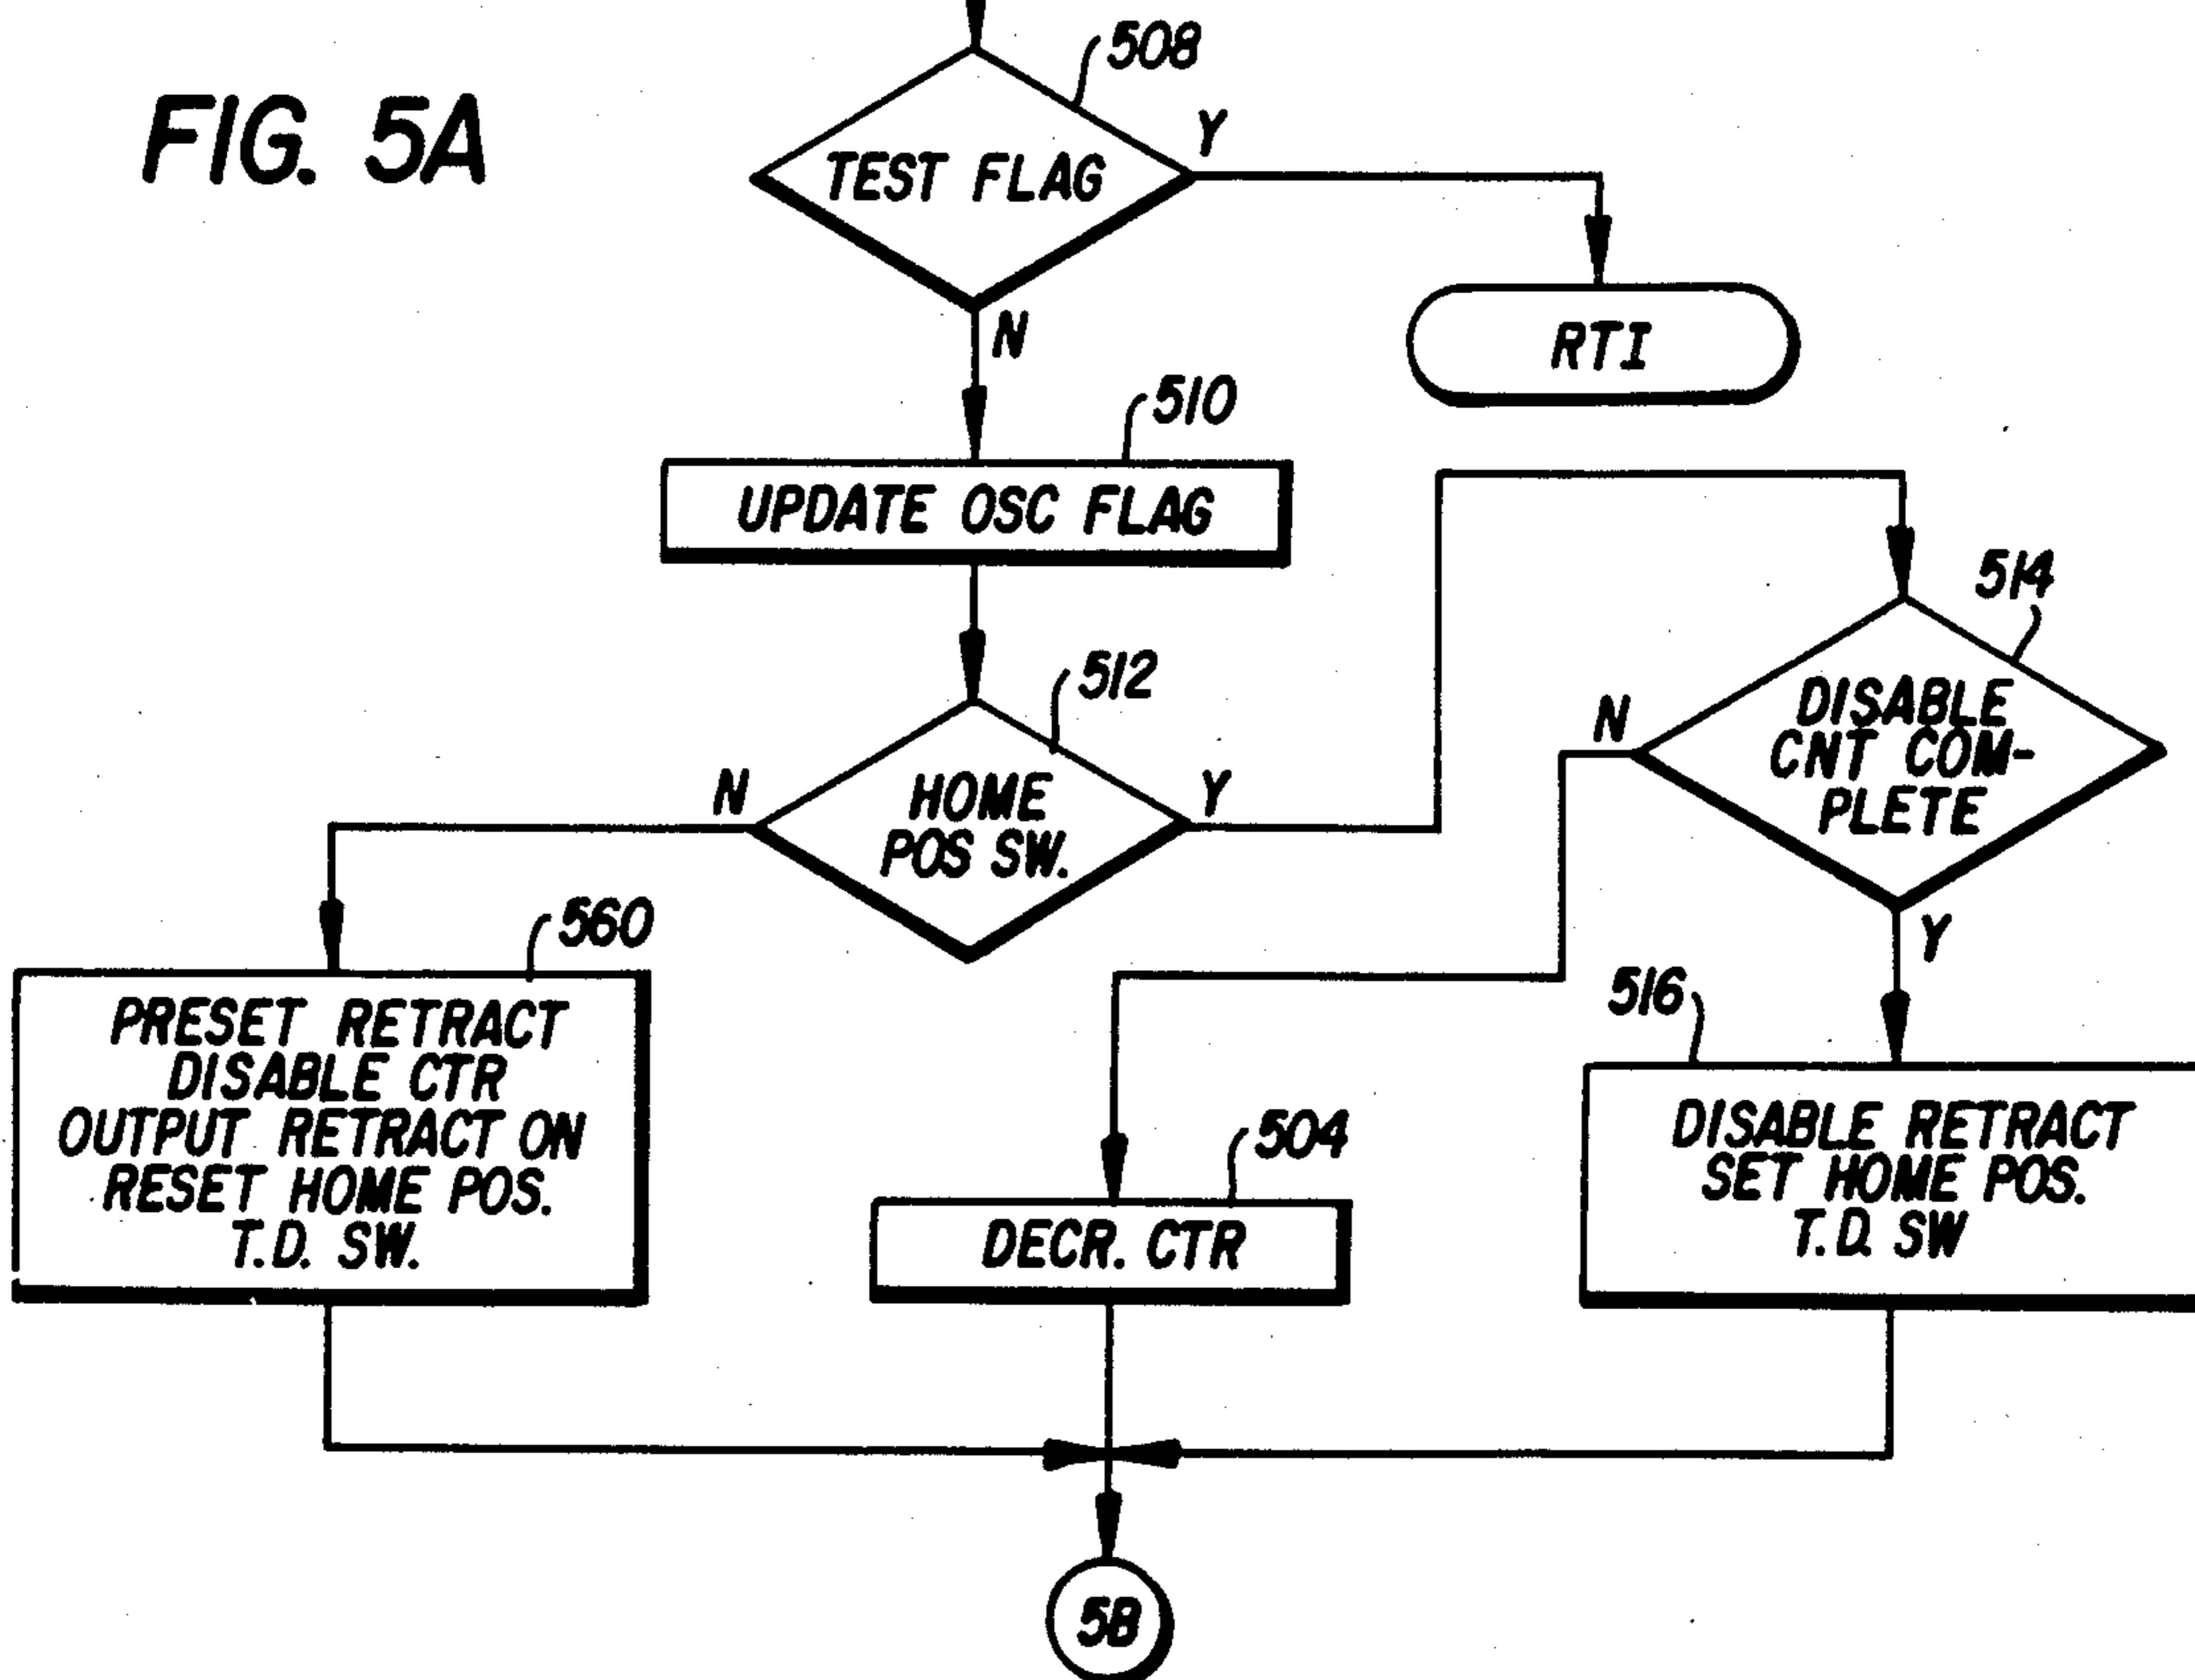 FIG. 5A
508
TEST FLAG
Y
N
RTI
510
UPDATE OSC FLAG
512
HOME
POS SW.
N
Y
514
DISABLE
CNT COM-
PLETE
N
Y
560
PRESET RETRACT
DISABLE CTR
OUTPUT RETRACT ON
RESET HOME POS.
T.D. SW.
504
DECR. CTR
516
DISABLE RETRACT
SET HOME POS.
T.D. SW
5B